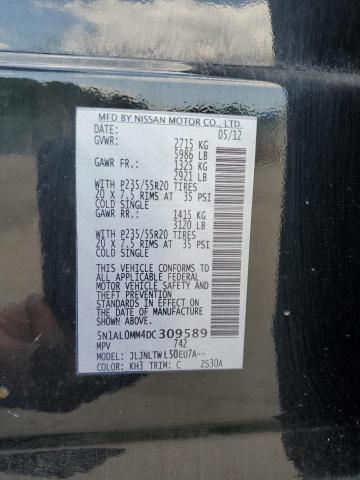 MFD BY NISSAN MOTOR CO., LTD.
DATE: 05/12
GVWR: 2715 KG
5986 LB
GAWR FR.: 1325 KG
2921 LB
WITH P235/55R20 TIRES
20 X 7.5 RIMS AT 35 PSI
COLD SINGLE
GAWR RR.: 1415 KG
3120 LB
WITH P235/55R20 TIRES
20 X 7.5 RIMS AT 35 PSI
COLD SINGLE
THIS VEHICLE CONFORMS TO
ALL APPLICABLE FEDERAL
MOTOR VEHICLE SAFETY
STANDARDS IN EFFECT ON THE
DATE OF MANUFACTURE
SHOWN ABOVE.
5N1AL0MM4DC309589
MPV 742
MODEL: JLJNLTWL50EU7A--
COLOR: KH3 TRIM: C ZS30A